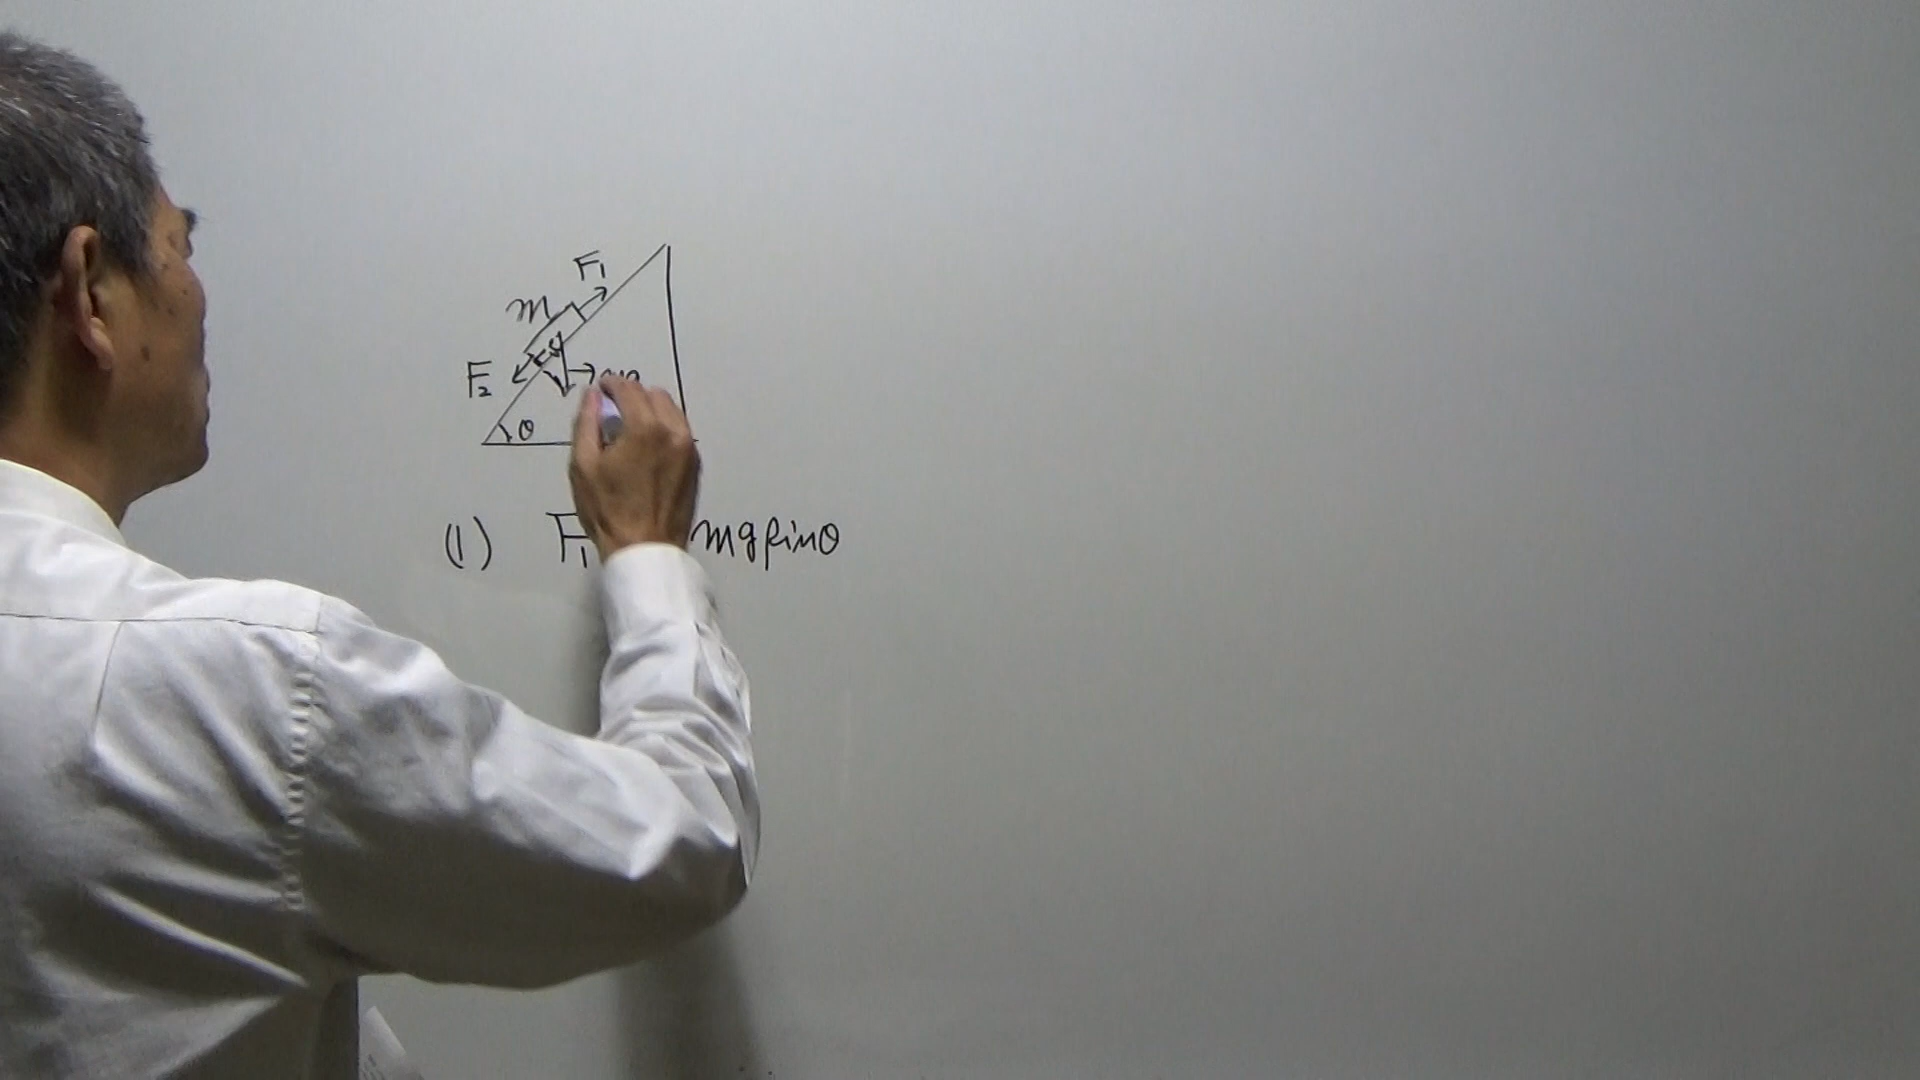 F₁
m
F₂
θ
(1) F₁ mg sinθ